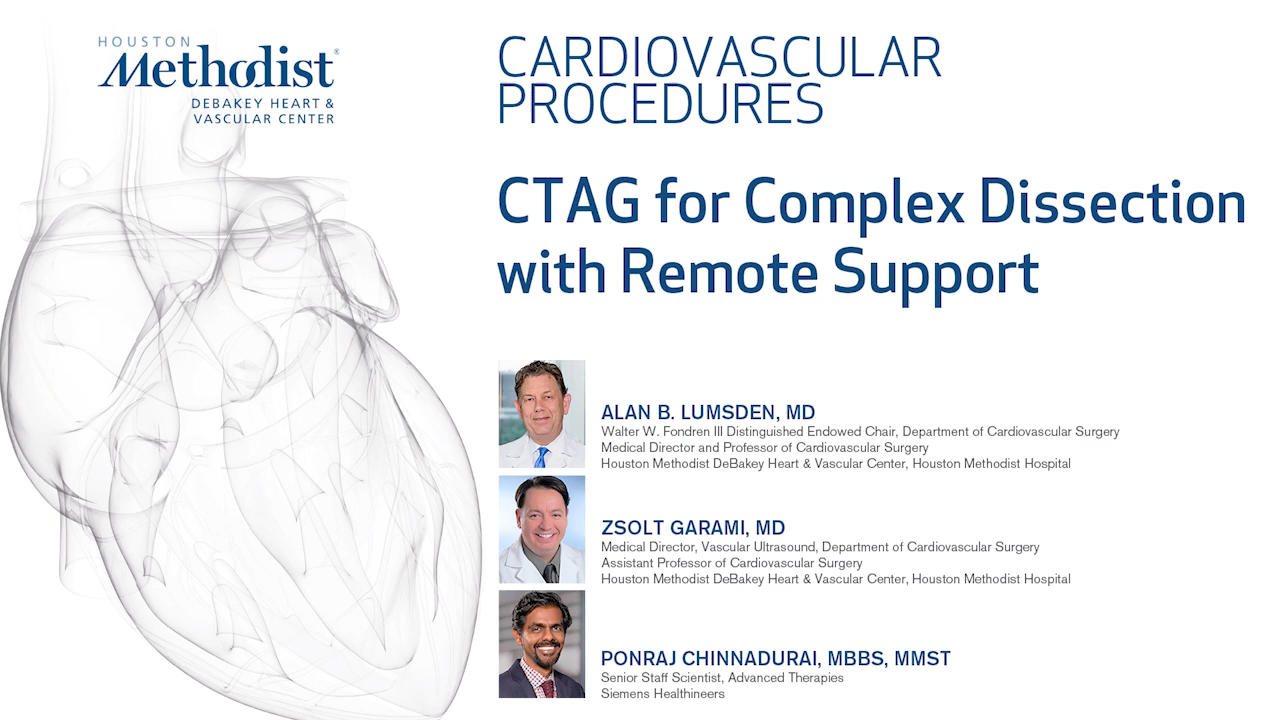 HOUSTON
Methodist®
DEBAKEY HEART &
VASCULAR CENTER
CARDIOVASCULAR
PROCEDURES
CTAG for Complex Dissection
with Remote Support
ALAN B. LUMSDEN, MD
Walter W. Fondren III Distinguished Endowed Chair, Department of Cardiovascular Surgery
Medical Director and Professor of Cardiovascular Surgery
Houston Methodist DeBakey Heart & Vascular Center, Houston Methodist Hospital
ZSOLT GARAMI, MD
Medical Director, Vascular Ultrasound, Department of Cardiovascular Surgery
Assistant Professor of Cardiovascular Surgery
Houston Methodist DeBakey Heart & Vascular Center, Houston Methodist Hospital
PONRAJ CHINNADURAI, MBBS, MMST
Senior Staff Scientist, Advanced Therapies
Siemens Healthineers